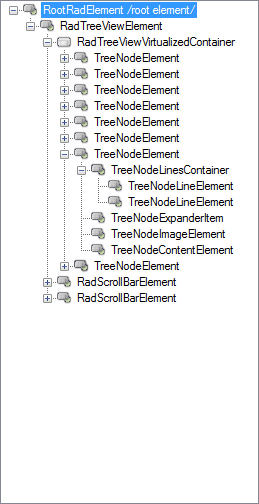 RootRadElement /root element/
RadTreeViewElement
RadTreeViewVirtualizedContainer
TreeNodeElement
TreeNodeElement
TreeNodeElement
TreeNodeElement
TreeNodeElement
TreeNodeElement
TreeNodeElement
TreeNodeLinesContainer
TreeNodeLineElement
TreeNodeLineElement
TreeNodeExpanderItem
TreeNodeImageElement
TreeNodeContentElement
TreeNodeElement
RadScrollBarElement
RadScrollBarElement